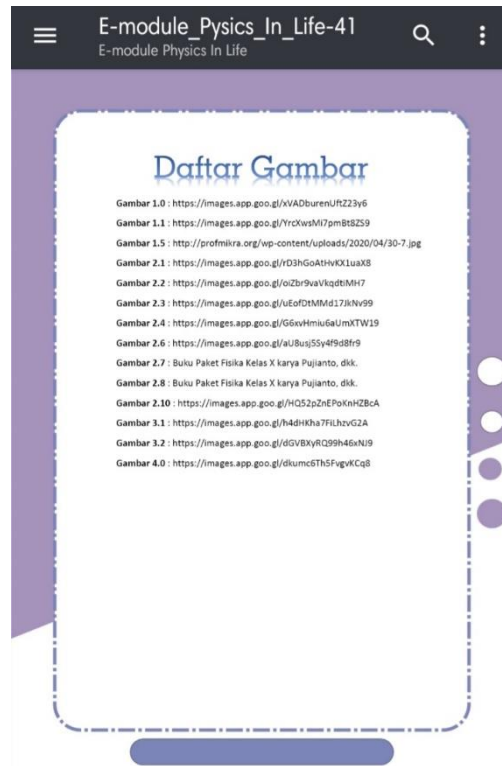 E-module_Pysics_In_Life-41
E-module Physics In Life
Daftar Gambar
Gambar 1.0 : https://images.app.goo.gl/xVADburenUftZ23y6
Gambar 1.1 : https://images.app.goo.gl/YrcXwsMi7pmBt8ZS9
Gambar 1.5 : http://profmikra.org/wp-content/uploads/2020/04/30-7.jpg
Gambar 2.1 : https://images.app.goo.gl/rD3hGoAtHvKX1uaX8
Gambar 2.2 : https://images.app.goo.gl/oiZbr9vaVkqdtiMH7
Gambar 2.3 : https://images.app.goo.gl/uEofDtMMd17JkNv99
Gambar 2.4 : https://images.app.goo.gl/G6xvHmiu6aUmXTW19
Gambar 2.6 : https://images.app.goo.gl/aU8usj5Sy4f9d8fr9
Gambar 2.7 : Buku Paket Fisika Kelas X karya Pujianto, dkk.
Gambar 2.8 : Buku Paket Fisika Kelas X karya Pujianto, dkk.
Gambar 2.10 : https://images.app.goo.gl/HQ52pZnEPoKnHZBcA
Gambar 3.1 : https://images.app.goo.gl/h4dHKha7FiLhzvG2A
Gambar 3.2 : https://images.app.goo.gl/dGVBXyRQ99h46xNJ9
Gambar 4.0 : https://images.app.goo.gl/dkumc6Th5FvgvKCq8